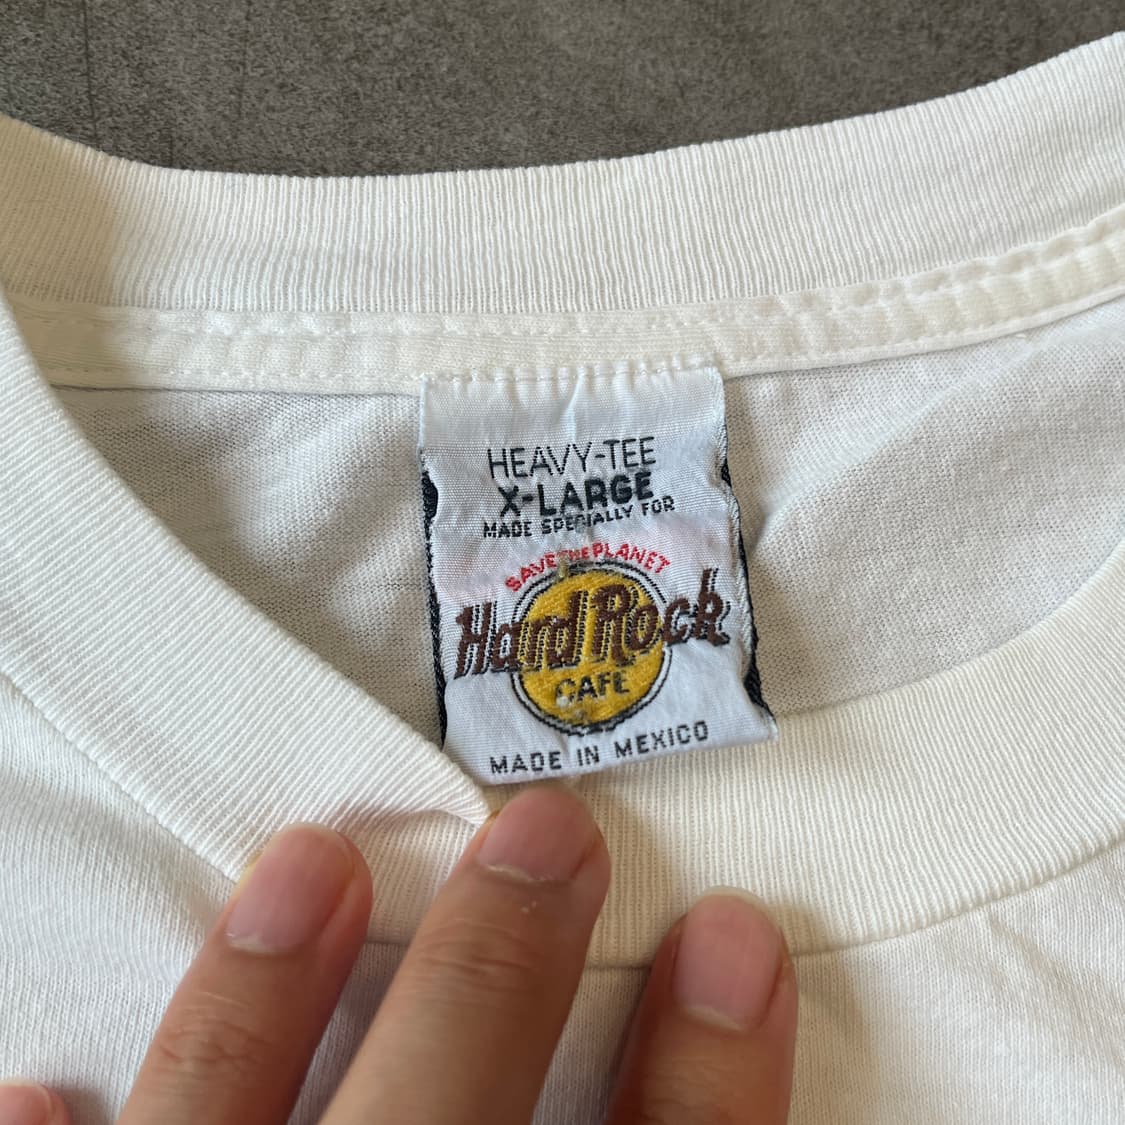 HEAVY-TEE
X-LARGE
MADE SPECIALLY FOR
SAVE THE PLANET
Hard Rock
CAFE
MADE IN MEXICO